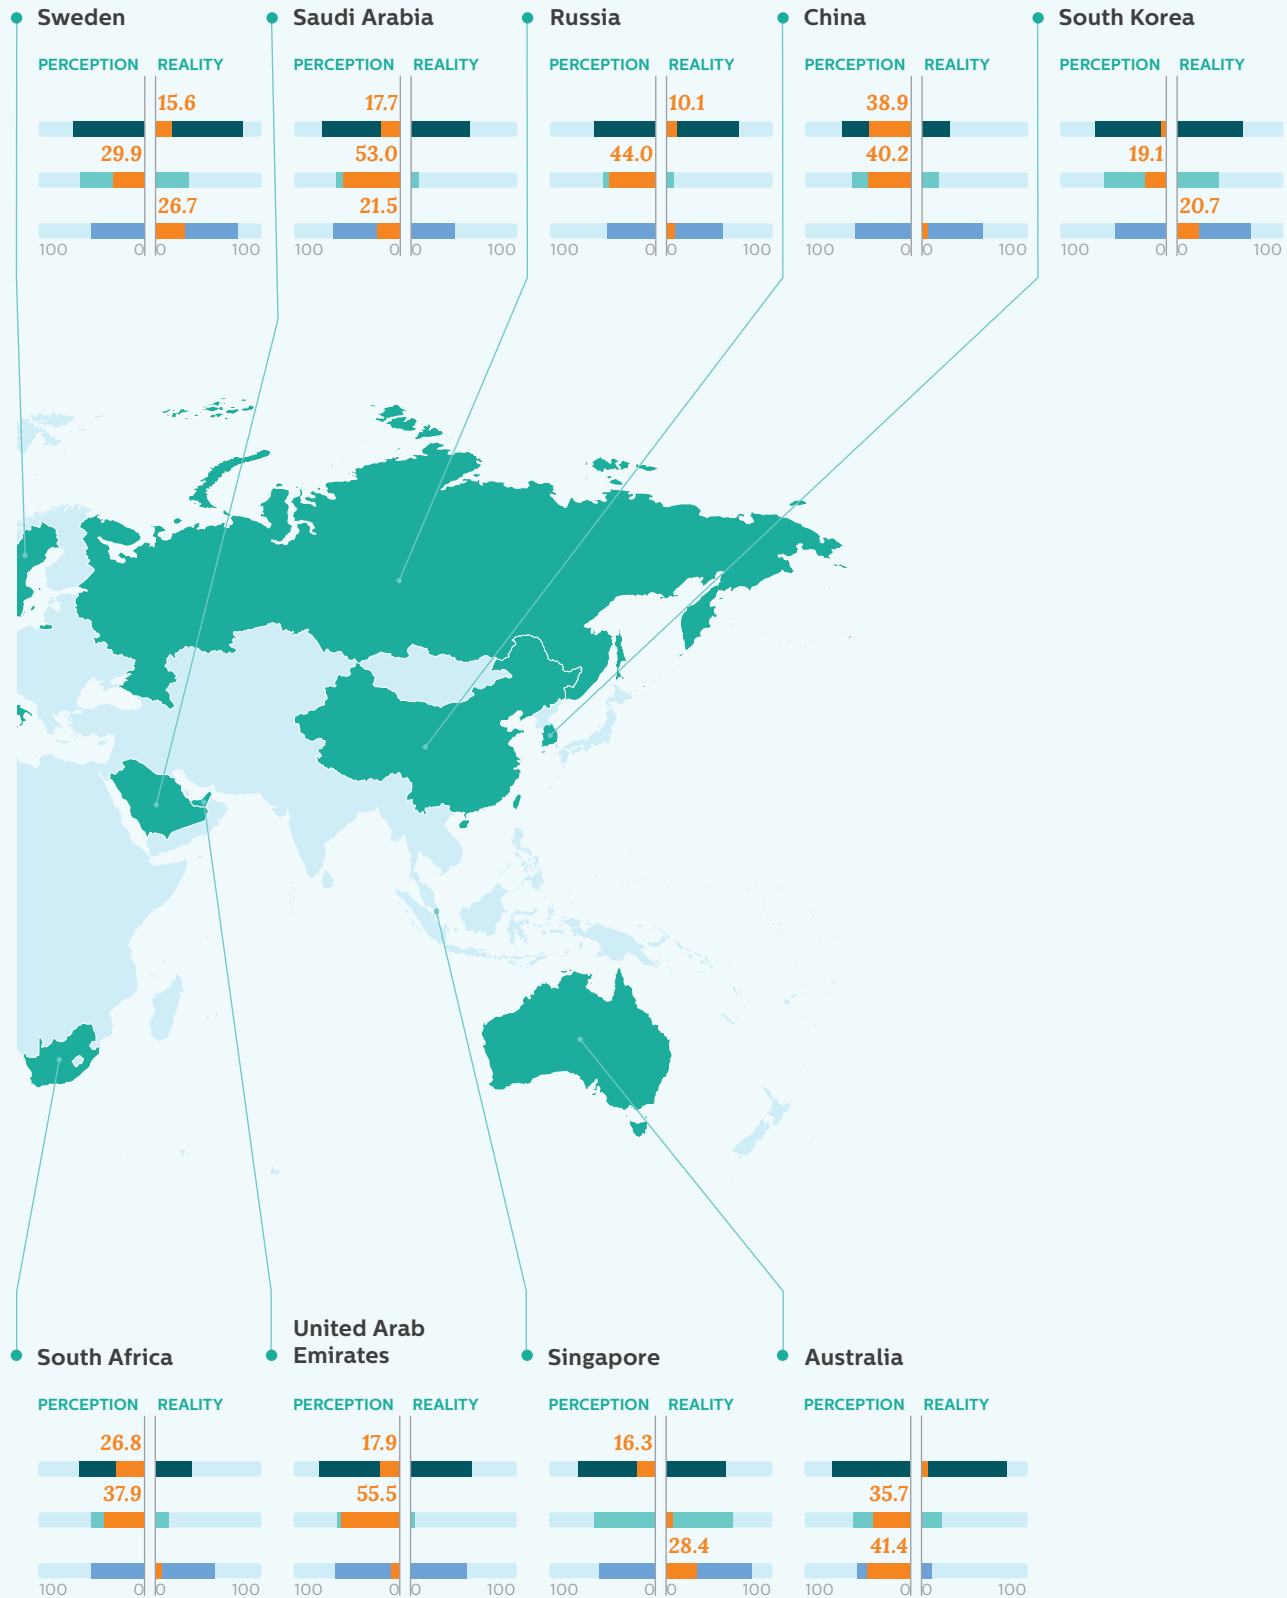 Sweden
PERCEPTION REALITY
15.6
29.9
26.7
100 0 0 100
Saudi Arabia
PERCEPTION REALITY
17.7
53.0
21.5
100 0 0 100
Russia
PERCEPTION REALITY
10.1
44.0
100 0 0 100
China
PERCEPTION REALITY
38.9
40.2
100 0 0 100
South Korea
PERCEPTION REALITY
19.1
20.7
100 0 0 100
South Africa
PERCEPTION REALITY
26.8
37.9
100 0 0 100
United Arab
Emirates
PERCEPTION REALITY
17.9
55.5
100 0 0 100
Singapore
PERCEPTION REALITY
16.3
28.4
100 0 0 100
Australia
PERCEPTION REALITY
35.7
41.4
100 0 0 100